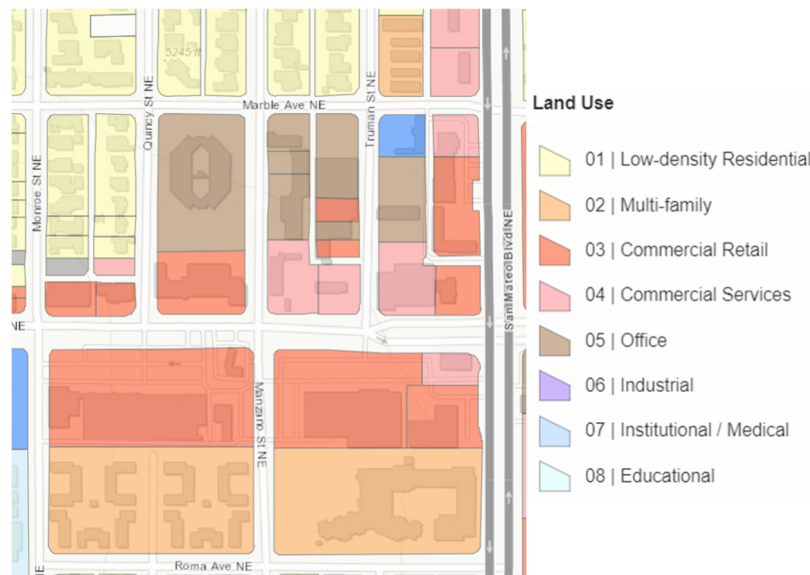 5245 ft
Quincy St NE
Marble Ave NE
Truman St NE
Monroe St NE
San Mateo Blvd NE
NE
Manzano St NE
Roma Ave NE
NE
Land Use
01 | Low-density Residential
02 | Multi-family
03 | Commercial Retail
04 | Commercial Services
05 | Office
06 | Industrial
07 | Institutional / Medical
08 | Educational